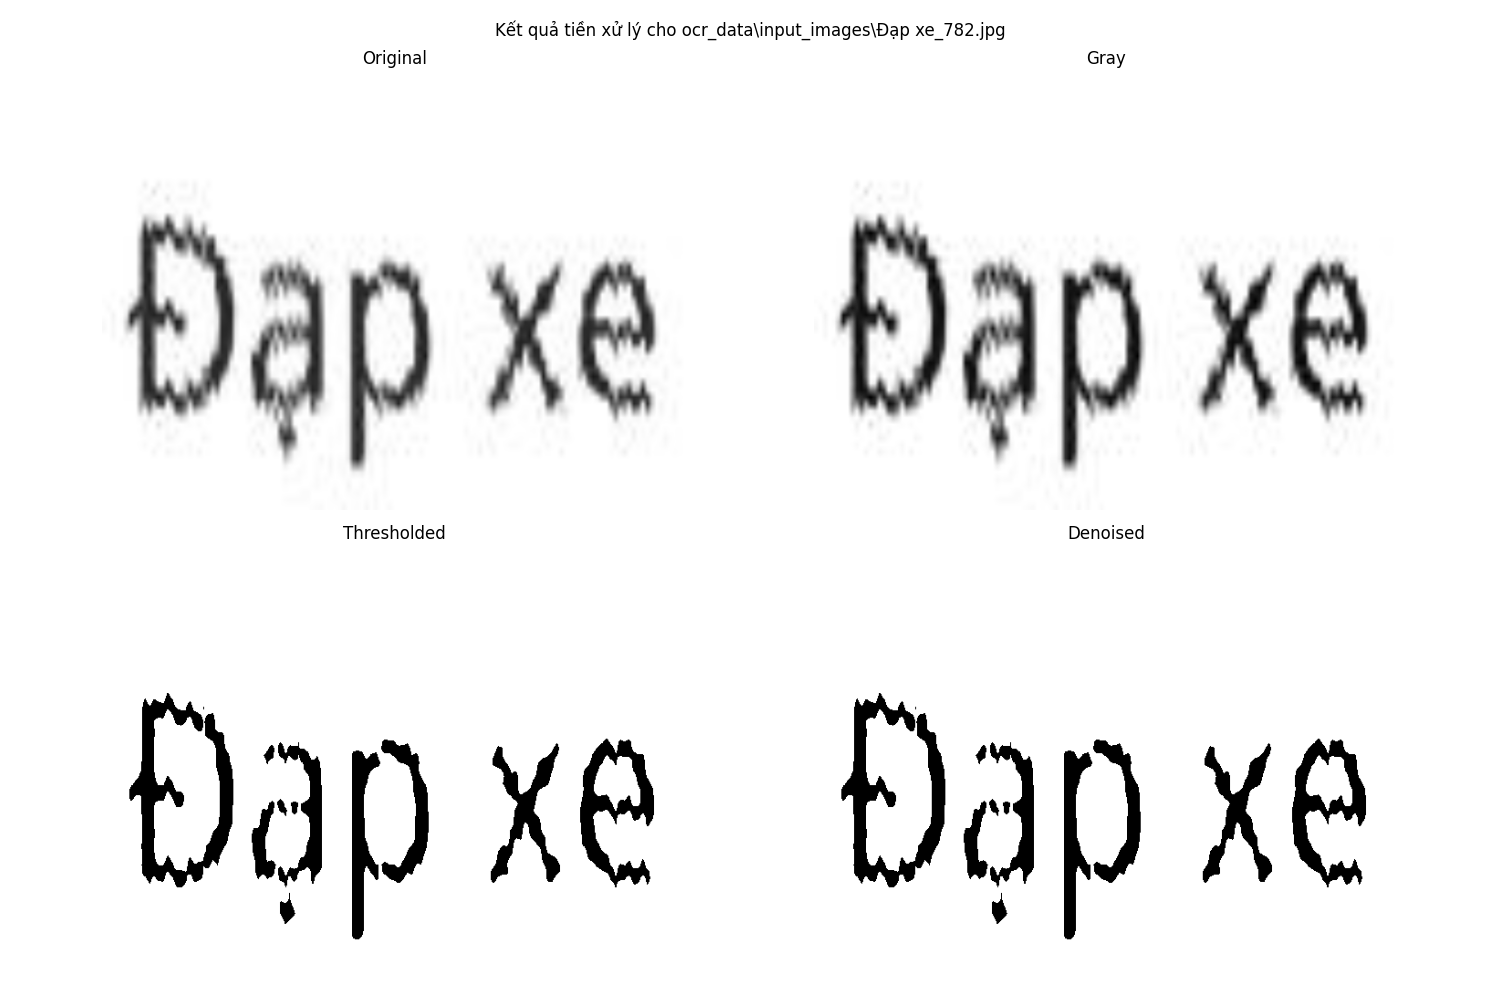 Kết quả tiền xử lý cho ocr_data\input_images\Đạp xe_782.jpg
Original
Gray
Đạp xe
Đạp xe
Thresholded
Denoised
Đạp xe
Đạp xe